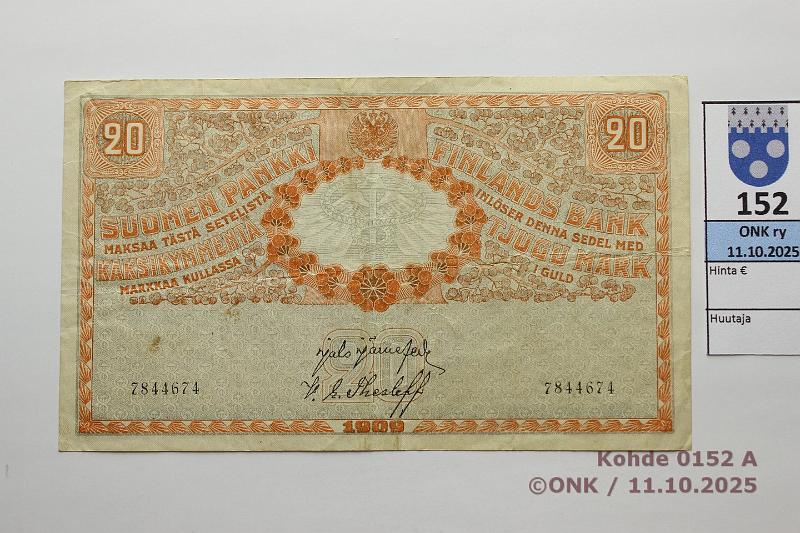 20
20
SUOMEN PANKKI
MAKSAA TÄSTÄ SETELISTÄ
KAKSIKYMMENTÄ
MARKKAA KULLASSA
FINLANDS BANK
INLÖSER DENNA SEDEL MED
TJUGO MARK
I GULD
20
7844674
7844674
1909
152
ONK ry
11.10.2025
Hinta €
Huutaja
Kohde 0152 A
©ONK / 11.10.2025